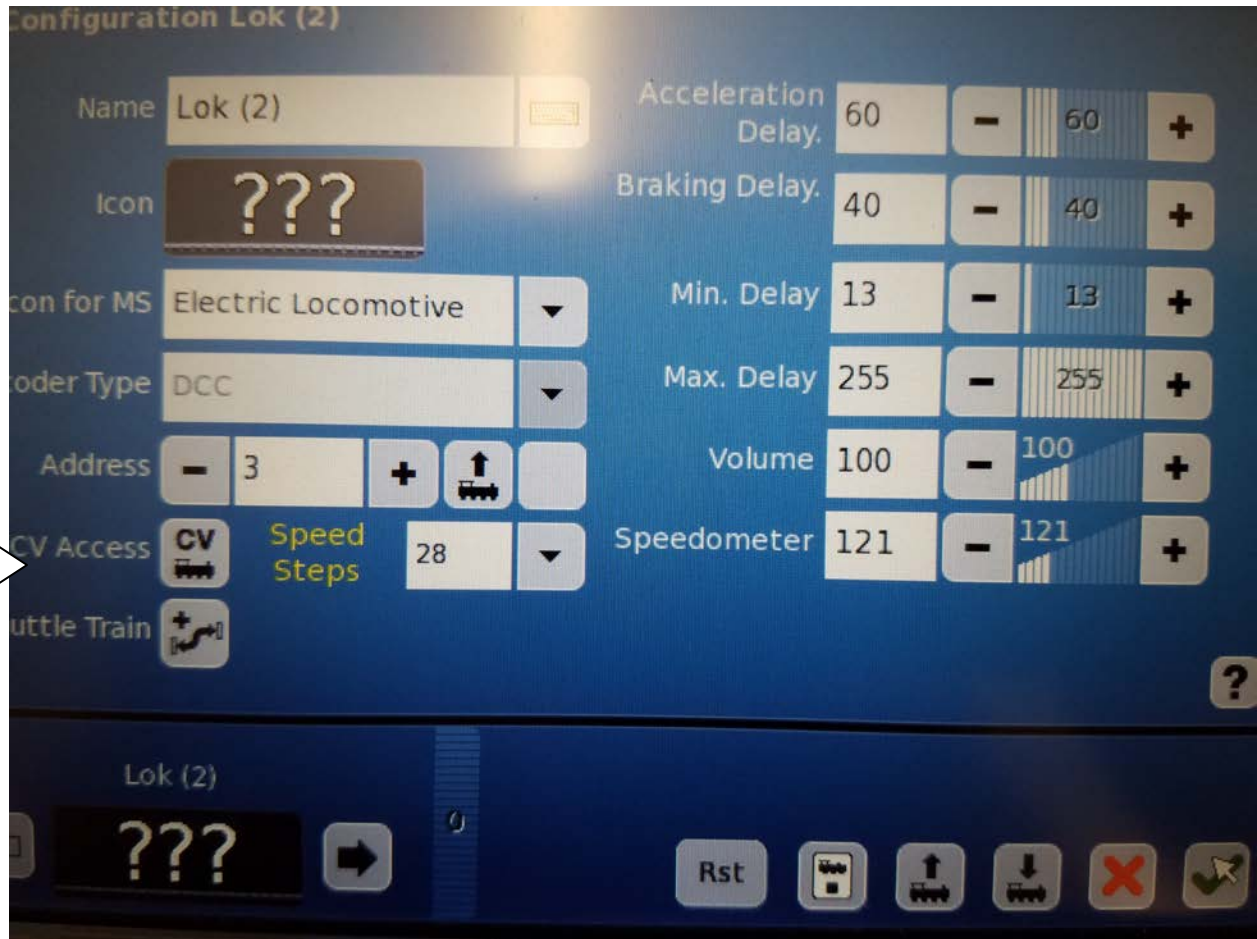 Configurat Lok (2)
Name Lok (2)
Icon ???
con for MS Electric Locomotive
coder Type DCC
Address - 3 +
CV Access CV Speed Steps 28
uttle Train
Acceleration Delay. 60 - 60 +
Braking Delay. 40 - 40 +
Min. Delay 13 - 13 +
Max. Delay 255 - 255 +
Volume 100 - 100 +
Speedometer 121 - 121 +
?
Lok (2)
???
0
Rst